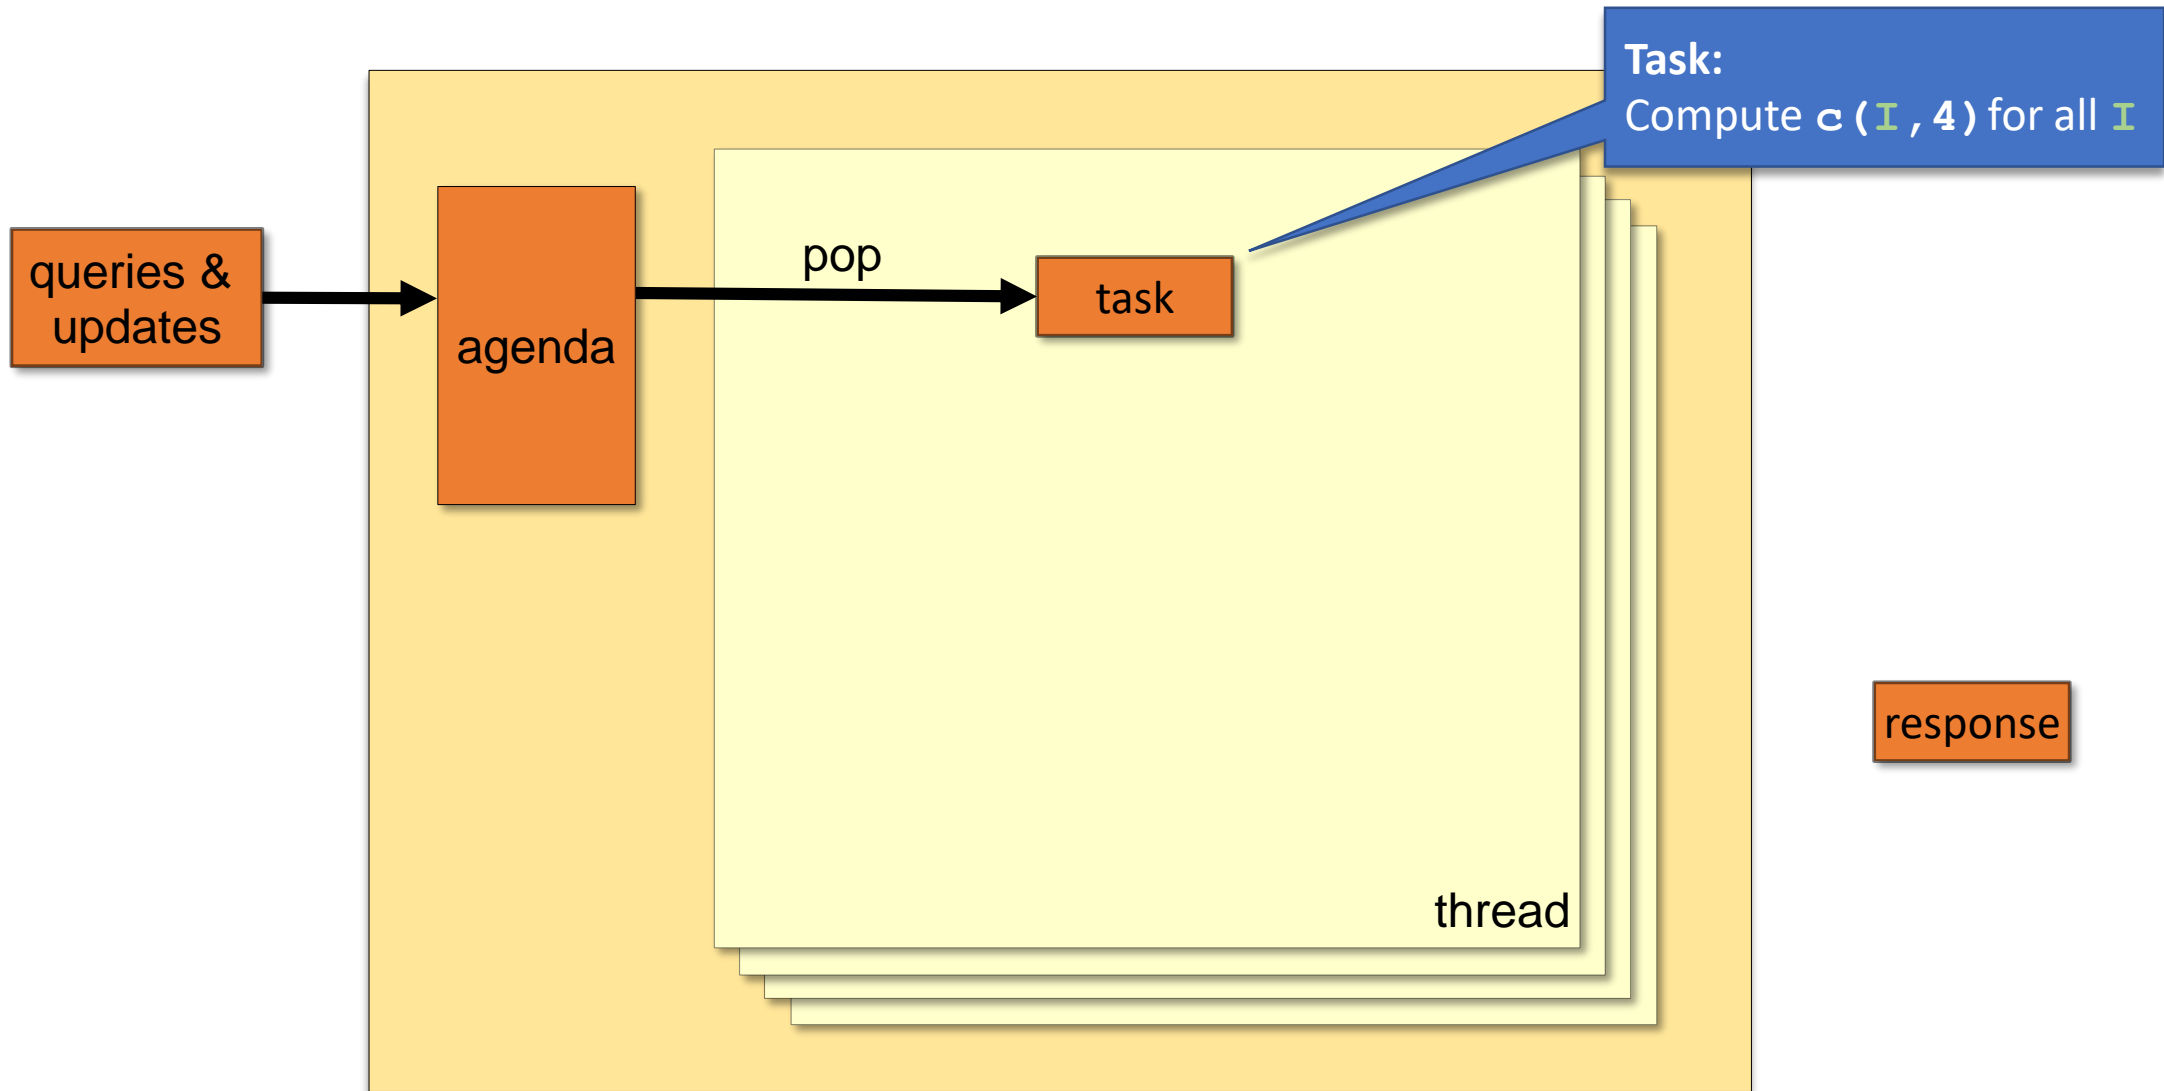 Task:
Compute c(I,4) for all I
queries &
updates
agenda
pop
task
response
thread